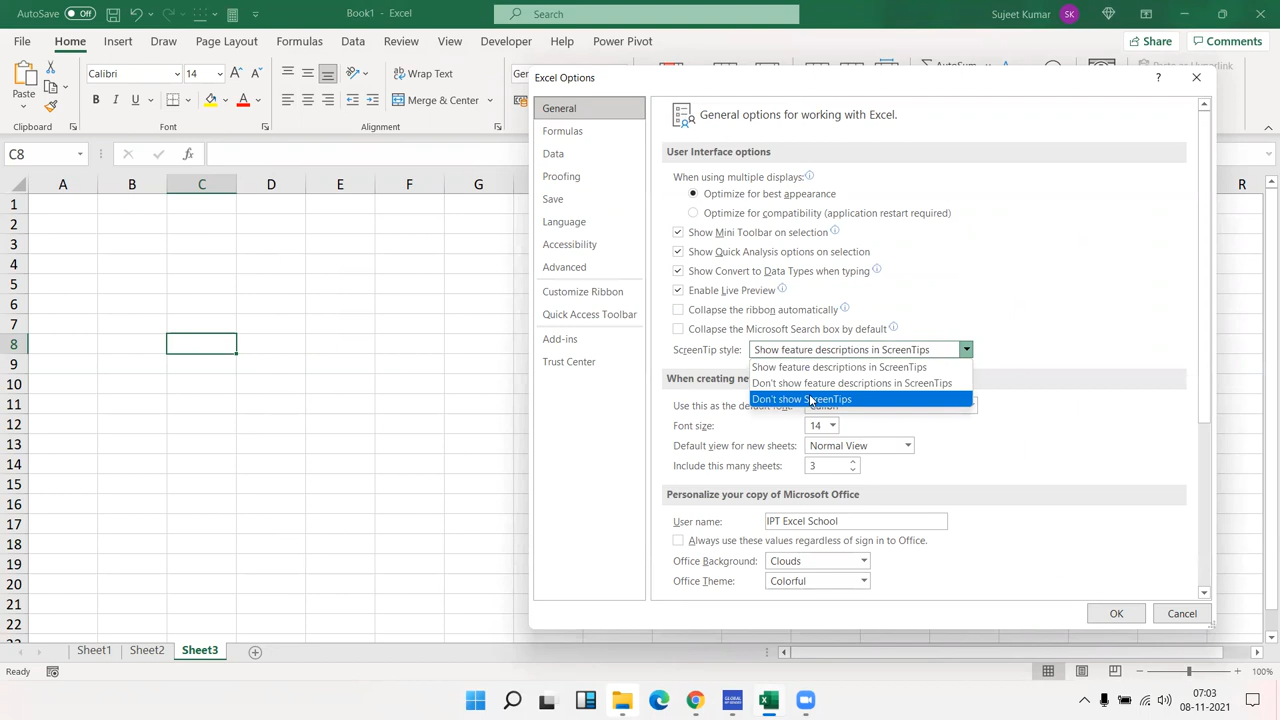 AutoSave Off
Book1 - Excel
Search
Sujeet Kumar
SK
File Home Insert Draw Page Layout Formulas Data Review View Developer Help Power Pivot
Share
Comments
Paste
Calibri
14
Wrap Text
Merge & Center
Clipboard
Font
Alignment
C8
fx
A B C D E F G
R
1
2
3
4
5
6
7
8
9
10
11
12
13
14
15
16
17
18
19
20
21
22
Excel Options
General
Formulas
Data
Proofing
Save
Language
Accessibility
Advanced
Customize Ribbon
Quick Access Toolbar
Add-ins
Trust Center
General options for working with Excel.
User Interface options
When using multiple displays:
Optimize for best appearance
Optimize for compatibility (application restart required)
Show Mini Toolbar on selection
Show Quick Analysis options on selection
Show Convert to Data Types when typing
Enable Live Preview
Collapse the ribbon automatically
Collapse the Microsoft Search box by default
ScreenTip style: Show feature descriptions in ScreenTips
Show feature descriptions in ScreenTips
Don't show feature descriptions in ScreenTips
Don't show ScreenTips
When creating
Use this as the default
Font size: 14
Default view for new sheets: Normal View
Include this many sheets: 3
Personalize your copy of Microsoft Office
User name: IPT Excel School
Always use these values regardless of sign in to Office.
Office Background: Clouds
Office Theme: Colorful
OK
Cancel
Sheet1 Sheet2 Sheet3
Ready
100%
07:03
08-11-2021